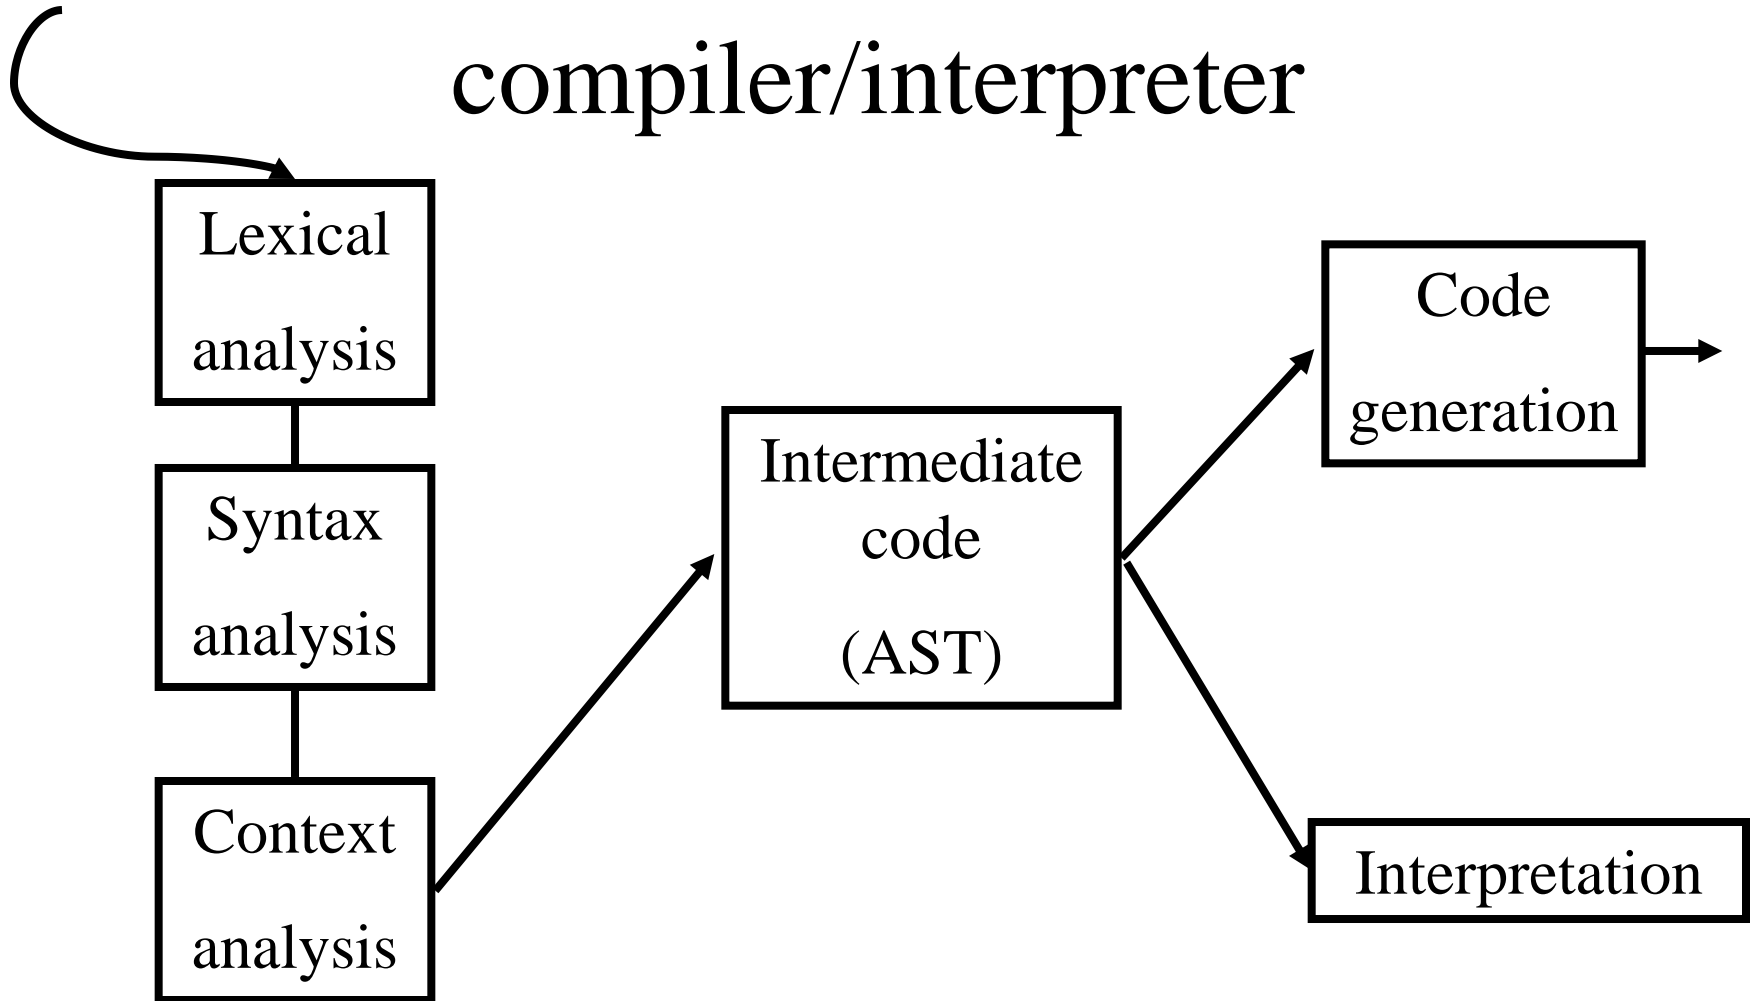 compiler/interpreter
Lexical
analysis
Syntax
analysis
Context
analysis
Intermediate
code
(AST)
Code
generation
Interpretation